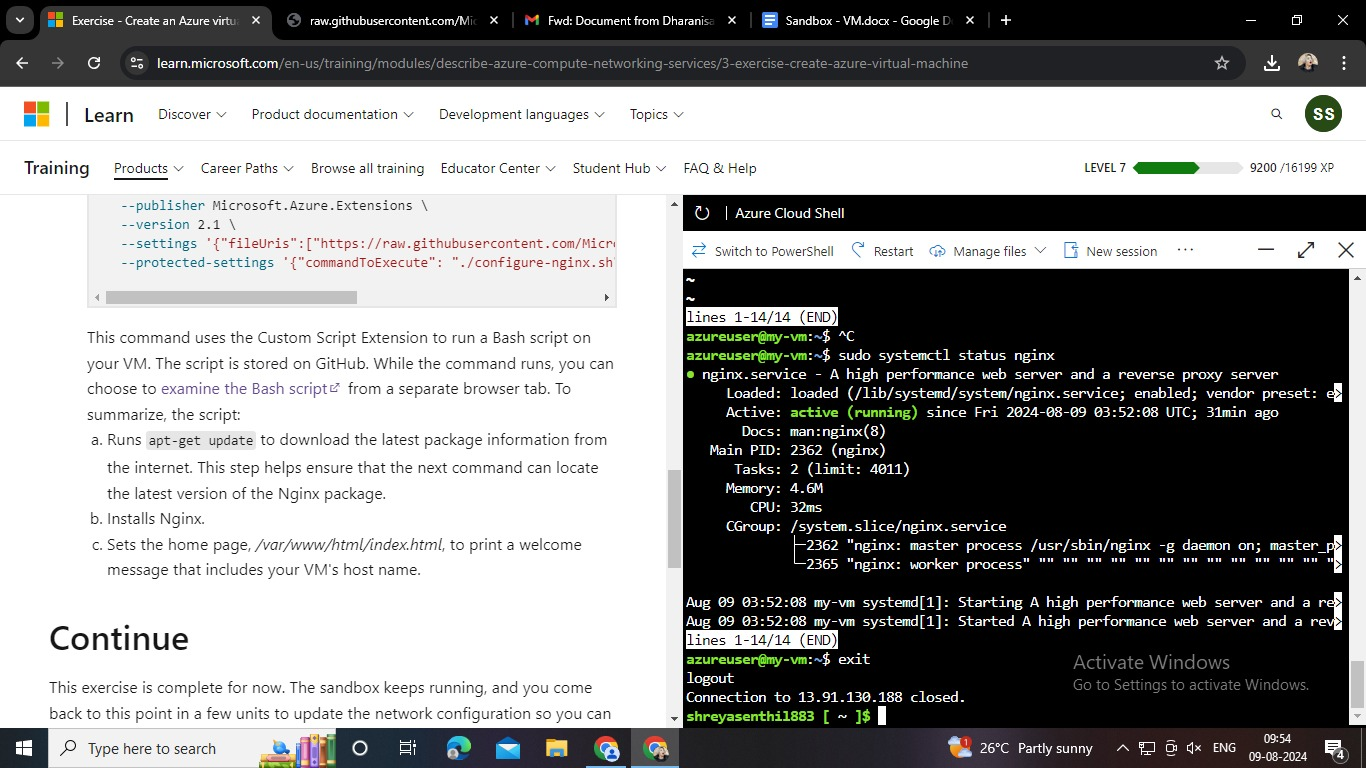 Exercise - Create an Azure virtu
raw.githubusercontent.com/Mic
Fwd: Document from Dharanisa
Sandbox - VM.docx - Google D
learn.microsoft.com/en-us/training/modules/describe-azure-compute-networking-services/3-exercise-create-azure-virtual-machine
Learn
Discover
Product documentation
Development languages
Topics
SS
Training
Products
Career Paths
Browse all training
Educator Center
Student Hub
FAQ & Help
LEVEL 7
9200 /16199 XP
--publisher Microsoft.Azure.Extensions \
--version 2.1 \
--settings '{"fileUris":["https://raw.githubusercontent.com/Micro
--protected-settings '{"commandToExecute": "./configure-nginx.sh"
This command uses the Custom Script Extension to run a Bash script on
your VM. The script is stored on GitHub. While the command runs, you can
choose to examine the Bash script from a separate browser tab. To
summarize, the script:
a. Runs apt-get update to download the latest package information from
the internet. This step helps ensure that the next command can locate
the latest version of the Nginx package.
b. Installs Nginx.
c. Sets the home page, /var/www/html/index.html, to print a welcome
message that includes your VM's host name.
Continue
This exercise is complete for now. The sandbox keeps running, and you come
back to this point in a few units to update the network configuration so you can
Azure Cloud Shell
Switch to PowerShell
Restart
Manage files
New session
~
~
lines 1-14/14 (END)
azureuser@my-vm:~$ ^C
azureuser@my-vm:~$ sudo systemctl status nginx
● nginx.service - A high performance web server and a reverse proxy server
Loaded: loaded (/lib/systemd/system/nginx.service; enabled; vendor preset: e>
Active: active (running) since Fri 2024-08-09 03:52:08 UTC; 31min ago
Docs: man:nginx(8)
Main PID: 2362 (nginx)
Tasks: 2 (limit: 4011)
Memory: 4.6M
CPU: 32ms
CGroup: /system.slice/nginx.service
├─2362 "nginx: master process /usr/sbin/nginx -g daemon on; master_p>
└─2365 "nginx: worker process" "" "" "" "" "" "" "" "" "" "" "" "" ">
Aug 09 03:52:08 my-vm systemd[1]: Starting A high performance web server and a re>
Aug 09 03:52:08 my-vm systemd[1]: Started A high performance web server and a rev>
lines 1-14/14 (END)
azureuser@my-vm:~$ exit
logout
Connection to 13.91.130.188 closed.
shreyasenthil883 [ ~ ]$
Activate Windows
Go to Settings to activate Windows.
Type here to search
26°C Partly sunny
ENG
09:54
09-08-2024
4